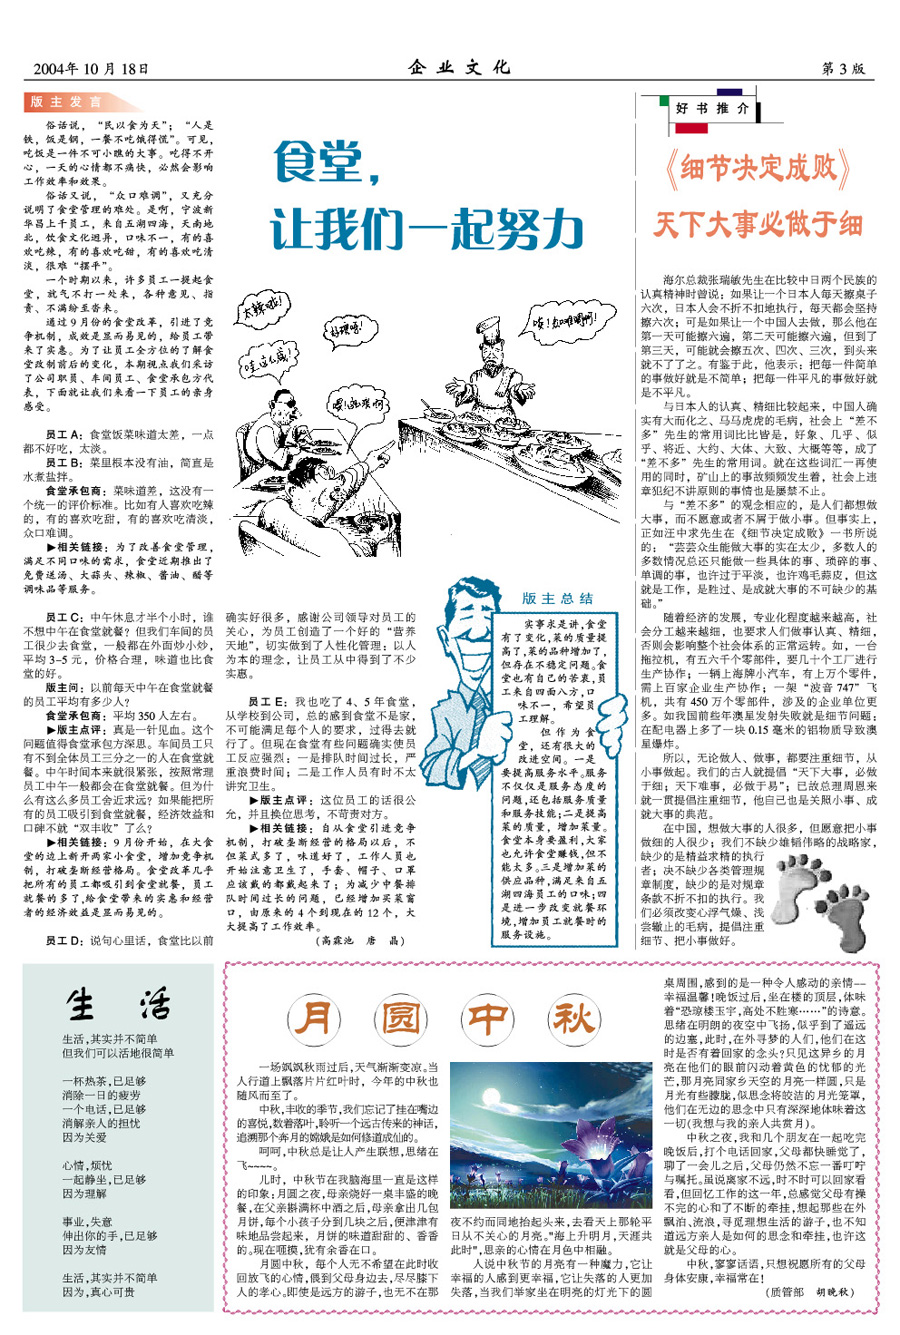 2004年 10 月 18日
企 业 文 化
第 3 版
版 主 发 言
俗话说，“民以食为天”；“人是
铁，饭是钢，一餐不吃饿得慌”。可见，
吃饭是一件不可小瞧的大事。吃得不开
心，一天的心情都不痛快，必然会影响
工作效率和效果。
俗话又说，“众口难调”，又充分
说明了食堂管理的难处。是啊，宁波新
华昌上千员工，来自五湖四海，天南地
北，饮食文化迥异，口味不一，有的喜
欢吃辣，有的喜欢吃甜，有的喜欢吃清
淡，很难“摆平”。
一个时期以来，许多员工一提起食
堂，就气不打一处来，各种意见、指
责、不满纷至沓来。
通过 9 月份的食堂改革，引进了竞
争机制，成效是显而易见的，给员工带
来了实惠。为了让员工全方位的了解食
堂改制前后的变化，本期视点我们采访
了公司职员、车间员工、食堂承包方代
表，下面就让我们来看一下员工的亲身
感受。
员工 A：食堂饭菜味道太差，一点
都不好吃，太淡。
员工 B：菜里根本没有油，简直是
水煮盐拌。
食堂承包商：菜味道差，这没有一
个统一的评价标准。比如有人喜欢吃辣
的，有的喜欢吃甜，有的喜欢吃清淡，
众口难调。
▶相关链接：为了改善食堂管理，
满足不同口味的需求，食堂近期推出了
免费送汤、大蒜头、辣椒、酱油、醋等
调味品等服务。
员工 C：中午休息才半个小时，谁
不想中午在食堂就餐？但我们车间的员
工很少去食堂，一般都在外面炒小炒，
平均 3–5 元，价格合理，味道也比食
堂的好。
版主问：以前每天中午在食堂就餐
的员工平均有多少人？
食堂承包商：平均 350 人左右。
▶版主点评：真是一针见血。这个
问题值得食堂承包方深思。车间员工只
有不到全体员工三分之一的人在食堂就
餐。中午时间本来就很紧张，按照常理
员工中午一般都会在食堂就餐。但为什
么有这么多员工舍近求远？如果能把所
有的员工吸引到食堂就餐，经济效益和
口碑不就“双丰收”了么？
▶相关链接：9 月份开始，在大食
堂的边上新开两家小食堂，增加竞争机
制，打破垄断经营格局。食堂改革几乎
把所有的员工都吸引到食堂就餐，员工
就餐的多了,给食堂带来的实惠和经营
者的经济效益是显而易见的。
员工 D：说句心里话，食堂比以前
食堂，
让我们一起努力
太辣啦！
好硬哟！
哇这么咸！
唉！众口难调啊！
确实好很多，感谢公司领导对员工的
关心，为员工创造了一个好的“营养
天地”，切实做到了人性化管理：以人
为本的理念，让员工从中得到了不少
实惠。
员工 E：我也吃了 4、5 年食堂，
从学校到公司，总的感到食堂不是家，
不可能满足每个人的要求，过得去就
行了。但现在食堂有些问题确实使员
工反应强烈：一是排队时间过长，严
重浪费时间；二是工作人员有时不太
讲究卫生。
▶版主点评：这位员工的话很公
允，并且换位思考，不苛责对方。
▶相关链接：自从食堂引进竞争
机制，打破垄断经营的格局以后，不
但菜式多了，味道好了，工作人员也
开始注意卫生了，手套、帽子、口罩
应该戴的都戴起来了；为减少中餐排
队时间过长的问题，已经增加买菜窗
口，由原来的 4 个到现在的 12 个，大
大提高了工作效率。
（高霖池 唐 晶）
版 主 总 结
实事求是讲,食堂
有了变化,菜的质量提
高了,菜的品种增加了,
但存在不稳定问题。食
堂也有自己的苦衷,员
工来自四面八方,口
味不一，希望员
工理解。
但 作 为 食
堂，还有很大的
改进空间。一是
要提高服务水平。服务
不仅仅是服务态度的
问题,还包括服务质量
和服务技能;二是提高
菜的质量，增加菜量。
食堂本身要盈利,大家
也允许食堂赚钱,但不
能太多。三是增加菜的
供应品种,满足来自五
湖四海员工的口味;四
是进一步改变就餐环
境,增加员工就餐时的
服务设施。
好 书 推 介
《细节决定成败》
天下大事必做于细
海尔总裁张瑞敏先生在比较中日两个民族的
认真精神时曾说：如果让一个日本人每天擦桌子
六次，日本人会不折不扣地执行，每天都会坚持
擦六次；可是如果让一个中国人去做，那么他在
第一天可能擦六遍，第二天可能擦六遍，但到了
第三天，可能就会擦五次、四次、三次，到头来
就不了了之。有鉴于此，他表示：把每一件简单
的事做好就是不简单；把每一件平凡的事做好就
是不平凡。
与日本人的认真、精细比较起来，中国人确
实有大而化之、马马虎虎的毛病，社会上“差不
多”先生的常用词比比皆是，好象、几乎、似
乎、将近、大约、大体、大致、大概等等，成了
“差不多”先生的常用词。就在这些词汇一再使
用的同时，矿山上的事故频频发生着，社会上违
章犯纪不讲原则的事情也是屡禁不止。
与“差不多”的观念相应的，是人们都想做
大事，而不愿意或者不屑于做小事。但事实上，
正如汪中求先生在《细节决定成败》一书所说
的：“芸芸众生能做大事的实在太少，多数人的
多数情况总还只能做一些具体的事、琐碎的事、
单调的事，也许过于平淡，也许鸡毛蒜皮，但这
就是工作，是胜过、是成就大事的不可缺少的基
础。”
随着经济的发展，专业化程度越来越高，社
会分工越来越细，也要求人们做事认真、精细，
否则会影响整个社会体系的正常运转。如，一台
拖拉机，有五六千个零部件，要几十个工厂进行
生产协作；一辆上海牌小汽车，有上万个零件，
需上百家企业生产协作；一架“波音 747”飞
机，共有 450 万个零部件，涉及的企业单位更
多。如我国前些年澳星发射失败就是细节问题：
在配电器上多了一块 0.15 毫米的铝物质导致澳
星爆炸。
所以，无论做人、做事，都要注重细节，从
小事做起。我们的古人就提倡“天下大事，必做
于细；天下难事，必做于易”；已故总理周恩来
就一贯提倡注重细节，他自己也是关照小事、成
就大事的典范。
在中国，想做大事的人很多，但愿意把小事
做细的人很少；我们不缺少雄韬伟略的战略家，
缺少的是精益求精的执行
者；决不缺少各类管理规
章制度，缺少的是对规章
条款不折不扣的执行。我
们必须改变心浮气燥、浅
尝辙止的毛病，提倡注重
细节、把小事做好。
生 活
生活,其实并不简单
但我们可以活地很简单
一杯热茶,已足够
消除一日的疲劳
一个电话,已足够
消解亲人的担忧
因为关爱
心情,烦忧
一起静坐,已足够
因为理解
事业,失意
伸出你的手,已足够
因为友情
生活,其实并不简单
因为,真心可贵
月 圆 中 秋
一场飒飒秋雨过后,天气渐渐变凉。当
人行道上飘落片片红叶时，今年的中秋也
随风而至了。
中秋,丰收的季节,我们忘记了挂在嘴边
的喜悦,数着落叶,聆听一个远古传来的神话,
追溯那个奔月的嫦娥是如何修道成仙的。
呵呵,中秋总是让人产生联想,思绪在
飞~~~~。
儿时，中秋节在我脑海里一直是这样
的印象:月圆之夜,母亲烧好一桌丰盛的晚
餐,在父亲斟满杯中酒之后,母亲拿出几包
月饼,每个小孩子分到几块之后,便津津有
味地品尝起来，月饼的味道甜甜的、香香
的。现在咂摸,犹有余香在口。
月圆中秋，每个人无不希望在此时收
回放飞的心情,偎到父母身边去,尽尽膝下
人的孝心。即使是远方的游子,也无不在那
夜不约而同地抬起头来,去看天上那轮平
日从不关心的月亮。“海上升明月,天涯共
此时”,思亲的心情在月色中相融。
人说中秋节的月亮有一种魔力,它让
幸福的人感到更幸福,它让失落的人更加
失落,当我们举家坐在明亮的灯光下的圆
桌周围,感到的是一种令人感动的亲情——
幸福温馨!晚饭过后,坐在楼的顶层,体味
着“恐琼楼玉宇,高处不胜寒……”的诗意。
思绪在明朗的夜空中飞扬,似乎到了遥远
的边塞,此时,在外寻梦的人们,他们在这
时是否有着回家的念头?只见这异乡的月
亮在他们的眼前闪动着黄色的忧郁的光
芒,那月亮同家乡天空的月亮一样圆,只是
月光有些朦胧,似思念将皎洁的月光笼罩,
他们在无边的思念中只有深深地体味着这
一切(我想与我的亲人共赏月)。
中秋之夜,我和几个朋友在一起吃完
晚饭后,打个电话回家,父母都快睡觉了,
聊了一会儿之后,父母仍然不忘一番叮咛
与嘱托。虽说离家不远,时不时可以回家看
看,但回忆工作的这一年,总感觉父母有操
不完的心和了不断的牵挂,想起那些在外
飘泊、流浪,寻觅理想生活的游子,也不知
道远方亲人是如何的思念和牵挂,也许这
就是父母的心。
中秋,寥寥话语,只想祝愿所有的父母
身体安康,幸福常在!
（质管部 胡晚秋）